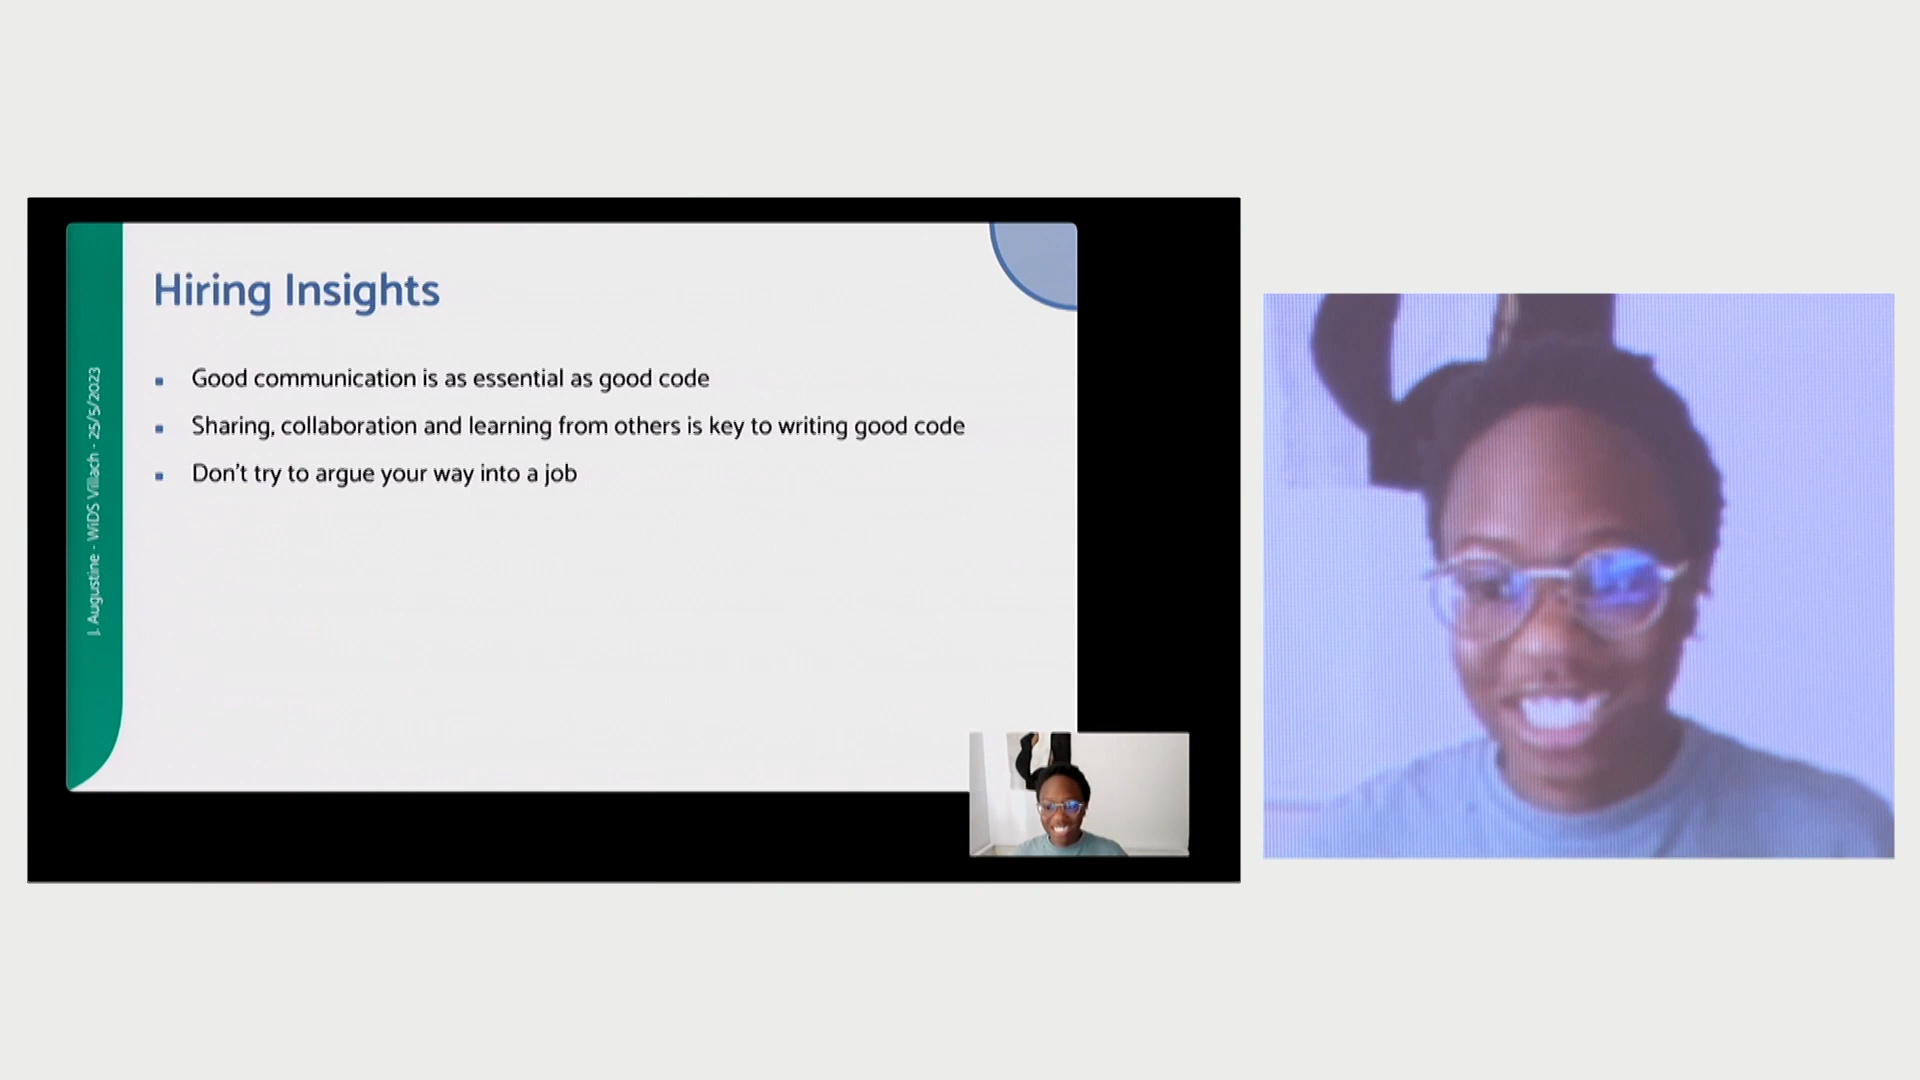 Hiring Insights
Good communication is as essential as good code
Sharing, collaboration and learning from others is key to writing good code
Don't try to argue your way into a job
J. Augustine - WiDS Villach - 25/5/2023